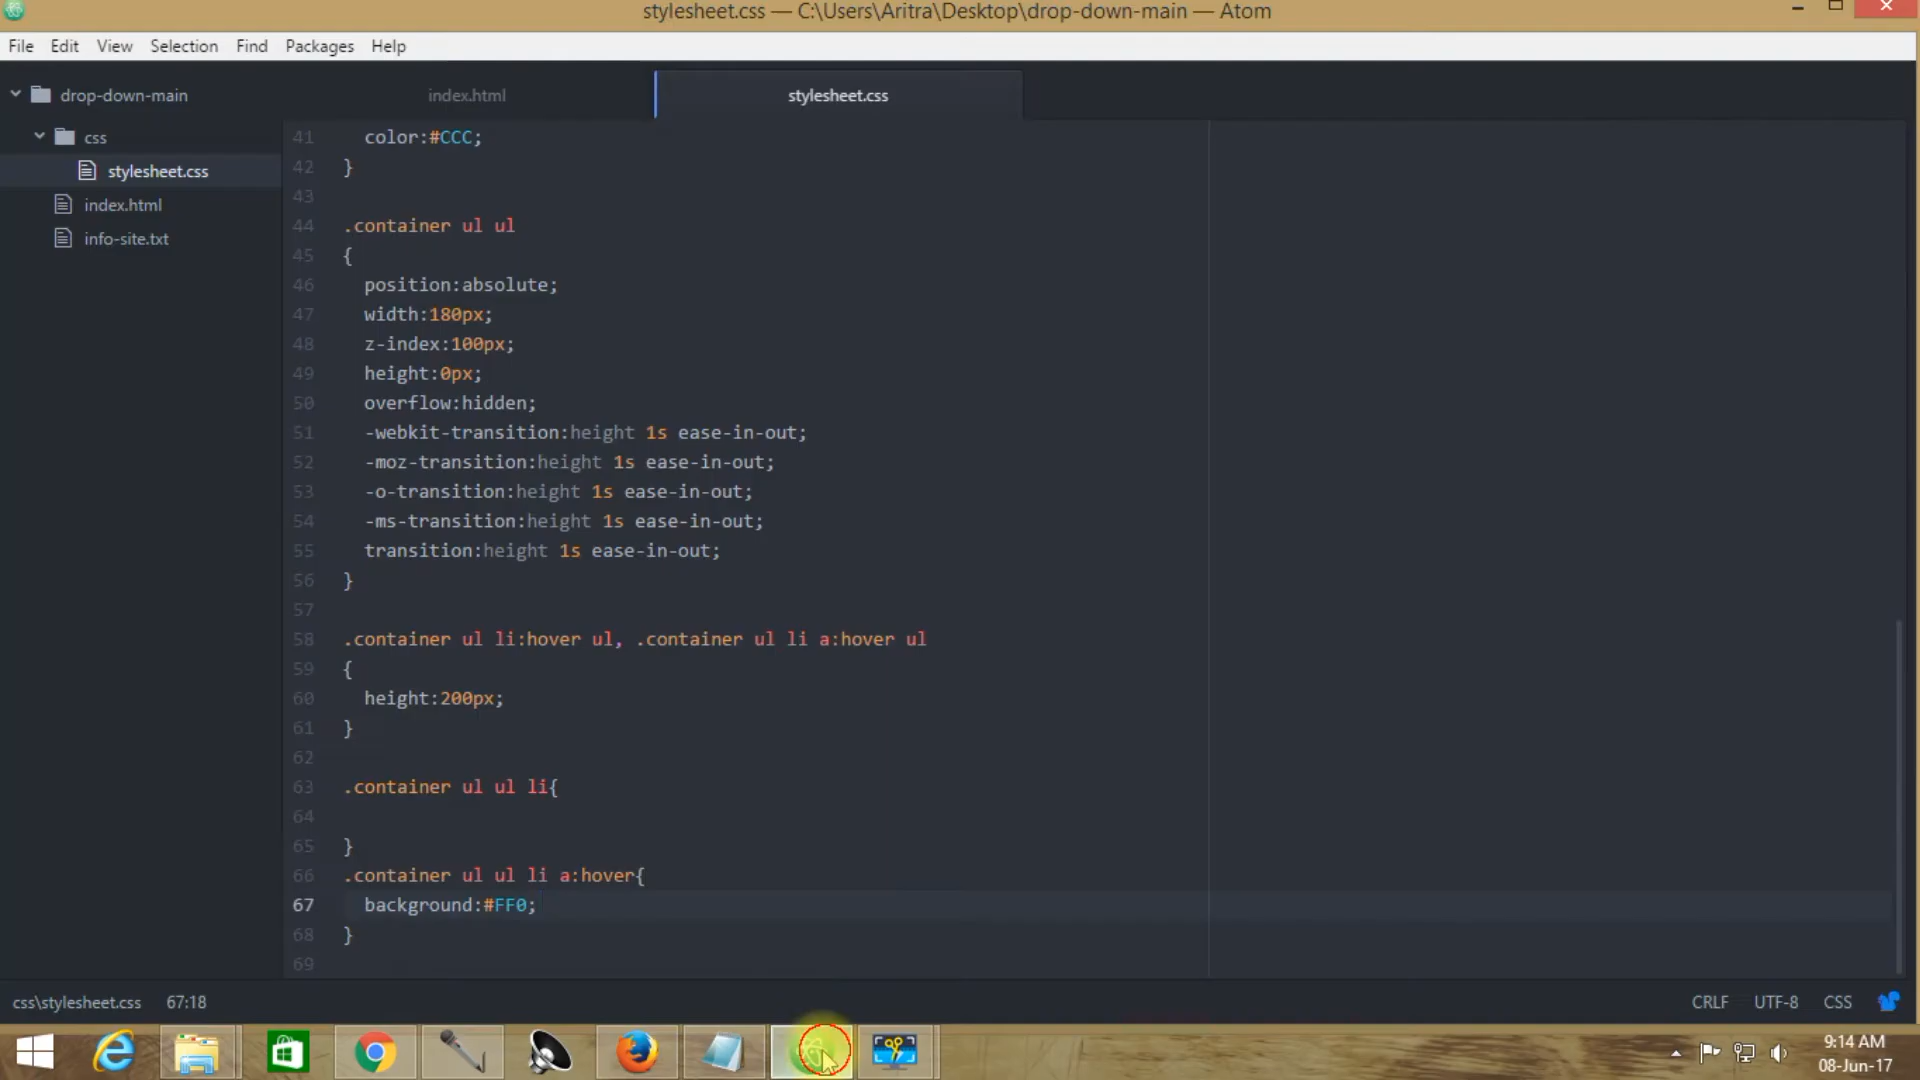 stylesheet.css — C:\Users\Aritra\Desktop\drop-down-main — Atom
File Edit View Selection Find Packages Help
drop-down-main
css
stylesheet.css
index.html
info-site.txt
index.html
stylesheet.css
41 color:#CCC;
42 }
43
44 .container ul ul
45 {
46 position:absolute;
47 width:180px;
48 z-index:100px;
49 height:0px;
50 overflow:hidden;
51 -webkit-transition:height 1s ease-in-out;
52 -moz-transition:height 1s ease-in-out;
53 -o-transition:height 1s ease-in-out;
54 -ms-transition:height 1s ease-in-out;
55 transition:height 1s ease-in-out;
56 }
57
58 .container ul li:hover ul, .container ul li a:hover ul
59 {
60 height:200px;
61 }
62
63 .container ul ul li{
64
65 }
66 .container ul ul li a:hover{
67 background:#FF0;
68 }
69
css\stylesheet.css 67:18
CRLF UTF-8 CSS
9:14 AM
08-Jun-17